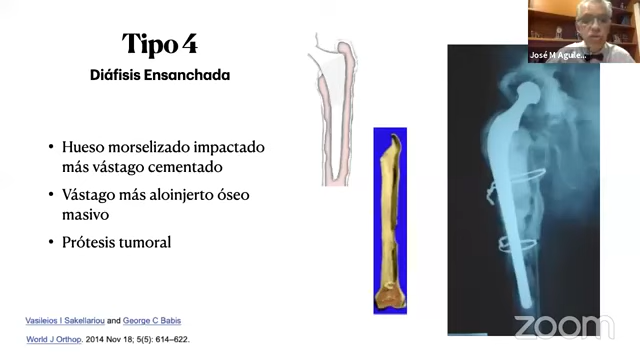 Tipo 4
Diáfisis Ensanchada
• Hueso morselizado impactado
más vástago cementado
• Vástago más aloinjerto óseo
masivo
• Prótesis tumoral
Vasileios I Sakellariou and George C Babis
World J Orthop. 2014 Nov 18; 5(5): 614–622.
José M Aguile...
zoom